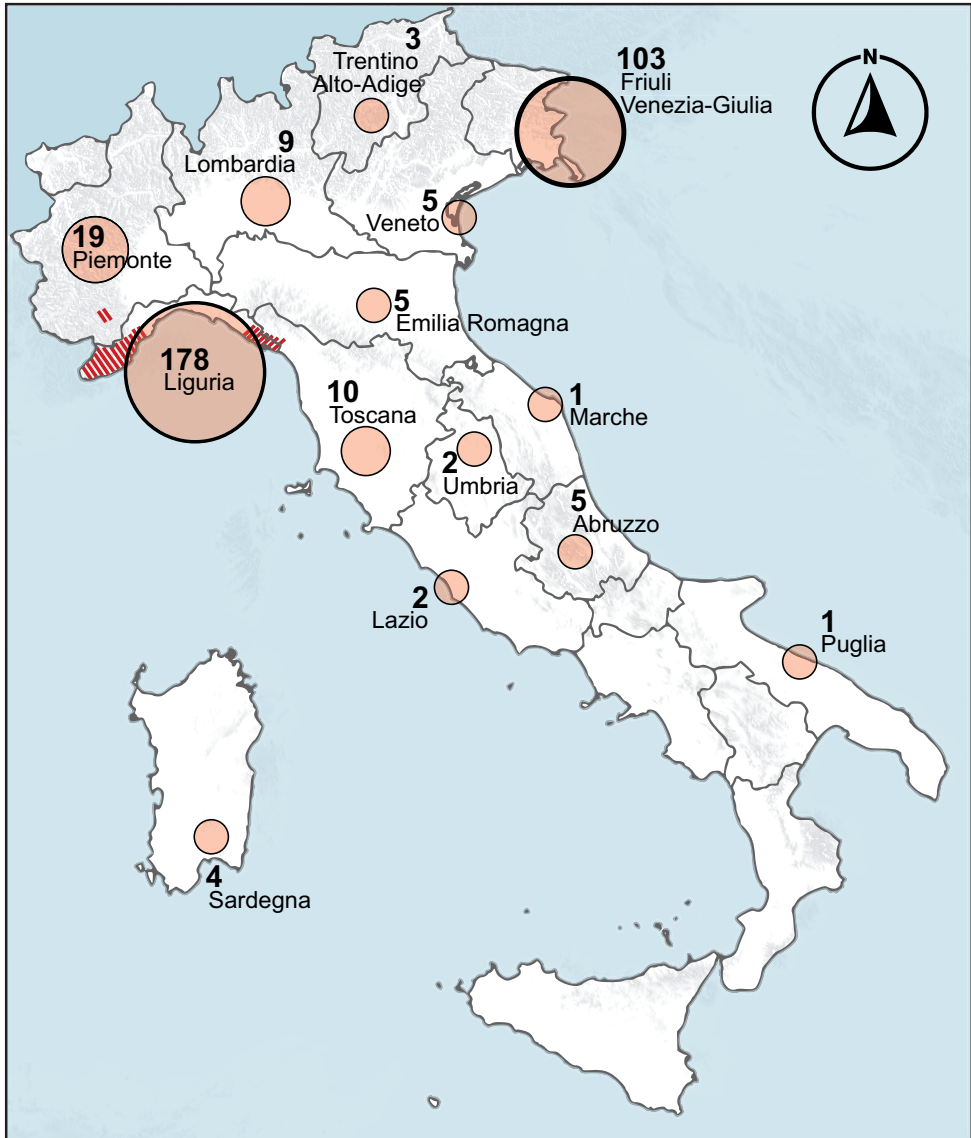 3
Trentino
Alto-Adige
103
Friuli
Venezia-Giulia
N
9
Lombardia
5
Veneto
19
Piemonte
5
Emilia Romagna
178
Liguria
10
Toscana
1
Marche
2
Umbria
5
Abruzzo
2
Lazio
1
Puglia
4
Sardegna